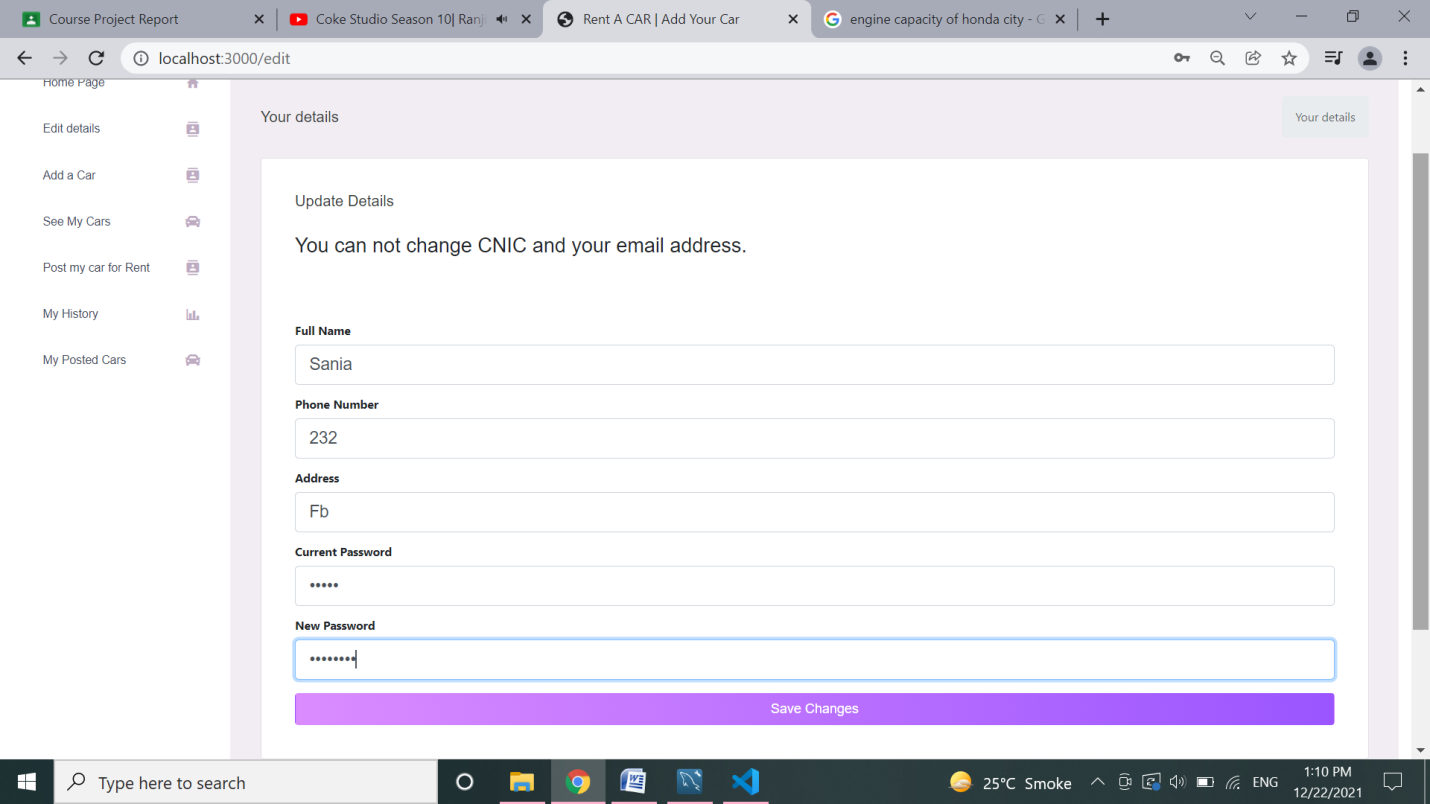 Course Project Report
Coke Studio Season 10| Ranji
Rent A CAR | Add Your Car
engine capacity of honda city - G
localhost:3000/edit
Home Page
Edit details
Add a Car
See My Cars
Post my car for Rent
My History
My Posted Cars
Your details
Your details
Update Details
You can not change CNIC and your email address.
Full Name
Sania
Phone Number
232
Address
Fb
Current Password
•••••
New Password
••••••••
Save Changes
Type here to search
25°C Smoke
ENG
1:10 PM
12/22/2021